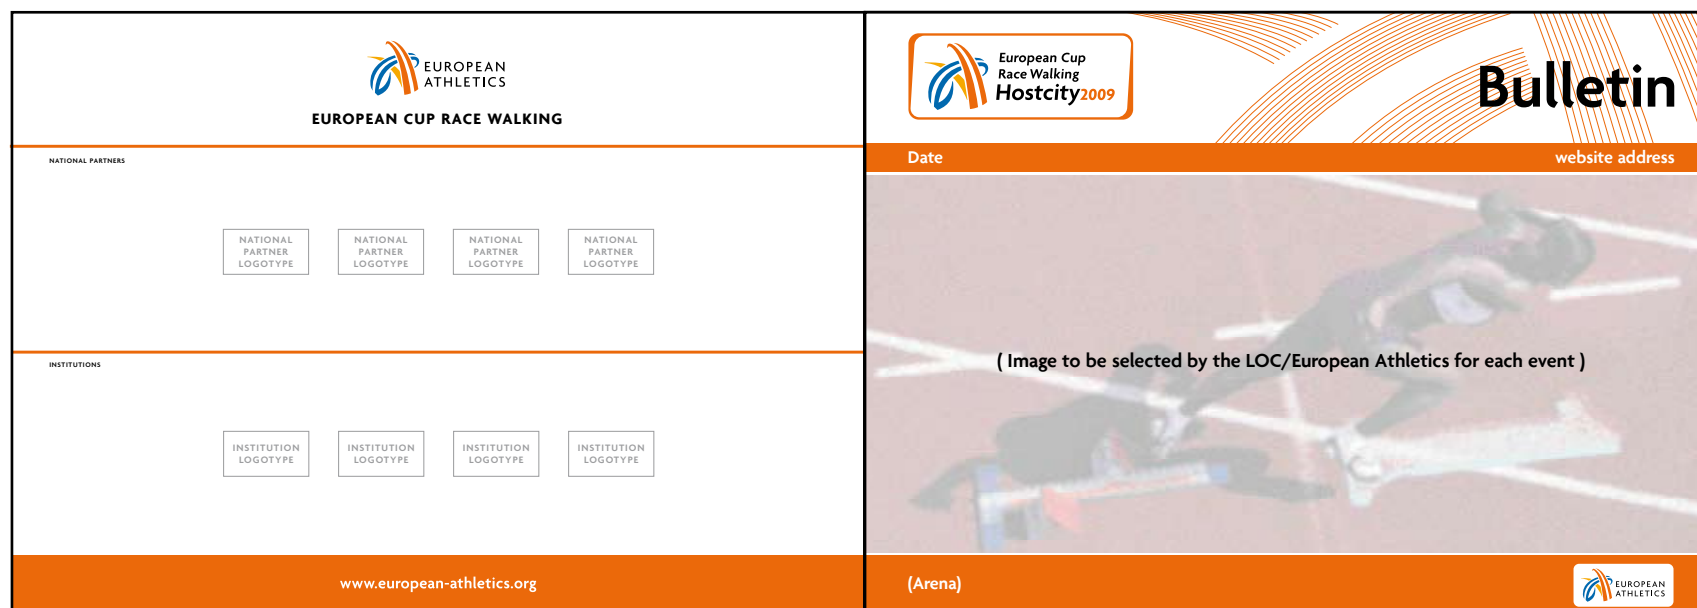 EUROPEAN
ATHLETICS
EUROPEAN CUP RACE WALKING
NATIONAL PARTNERS
NATIONAL
PARTNER
LOGOTYPE
NATIONAL
PARTNER
LOGOTYPE
NATIONAL
PARTNER
LOGOTYPE
NATIONAL
PARTNER
LOGOTYPE
INSTITUTIONS
INSTITUTION
LOGOTYPE
INSTITUTION
LOGOTYPE
INSTITUTION
LOGOTYPE
INSTITUTION
LOGOTYPE
www.european-athletics.org
European Cup
Race Walking
Hostcity2009
Bulletin
Date
website address
( Image to be selected by the LOC/European Athletics for each event )
(Arena)
EUROPEAN
ATHLETICS